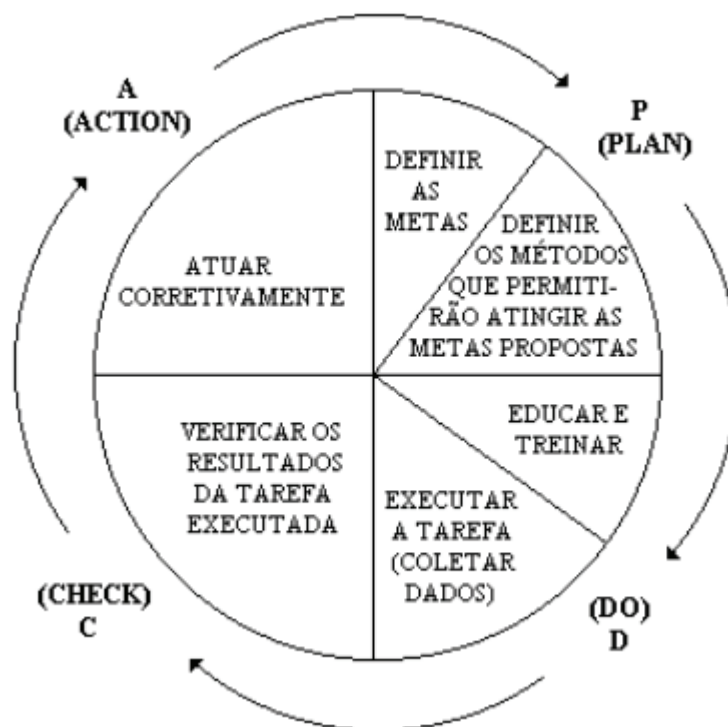 A
(ACTION)
P
(PLAN)
DEFINIR
AS
METAS
DEFINIR
OS MÉTODOS
QUE PERMITI-
RÃO ATINGIR AS
METAS PROPOSTAS
ATUAR
CORRETIVAMENTE
EDUCAR E
TREINAR
VERIFICAR OS
RESULTADOS
DA TAREFA
EXECUTADA
EXECUTAR
A TAREFA
(COLETAR
DADOS)
(CHECK)
C
(DO)
D